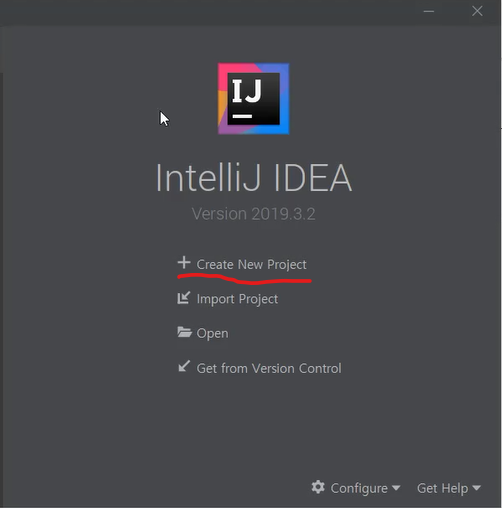 IJ
IntelliJ IDEA
Version 2019.3.2
Create New Project
Import Project
Open
Get from Version Control
Configure Get Help